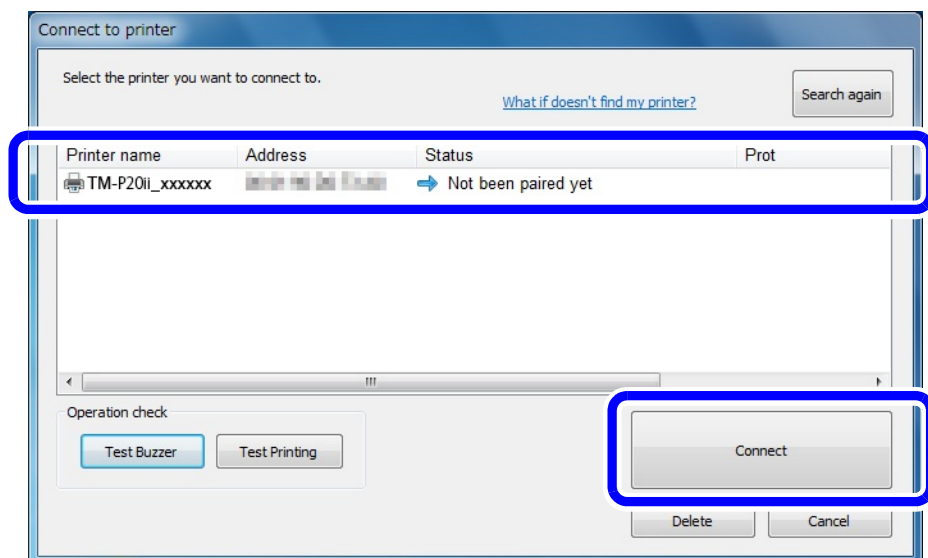 Connect to printer
Select the printer you want to connect to.
What if doesn't find my printer?
Search again
Printer name Address Status Prot
TM-P20ii_xxxxxx Not been paired yet
Operation check
Test Buzzer Test Printing
Connect
Delete Cancel